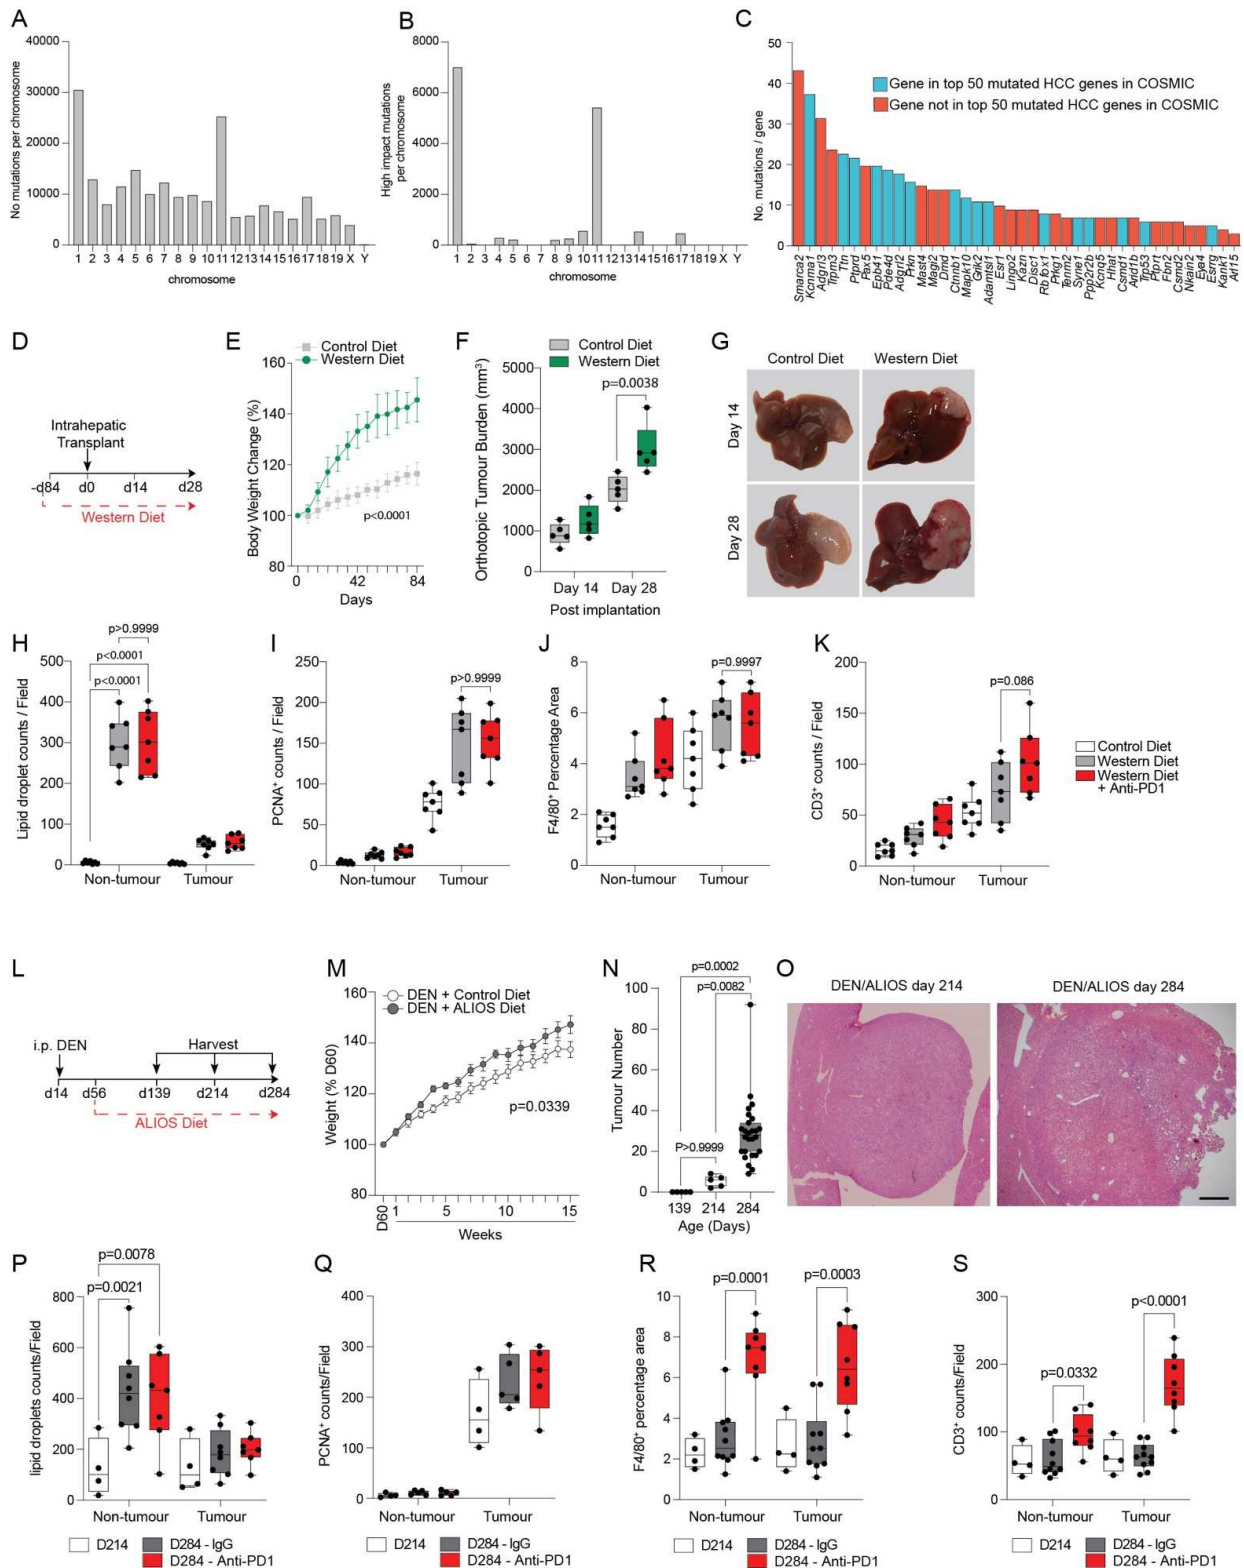 A
No mutations per chromosome
40000
30000
20000
10000
0
1 2 3 4 5 6 7 8 9 10 11 12 13 14 15 16 17 18 19 X Y
chromosome
B
High impact mutations
per chromosome
8000
6000
4000
2000
0
1 2 3 4 5 6 7 8 9 10 11 12 13 14 15 16 17 18 19 X Y
chromosome
C
No. mutations / gene
50
40
30
20
10
0
Gene in top 50 mutated HCC genes in COSMIC
Gene not in top 50 mutated HCC genes in COSMIC
Smarca2 Kcnma1 Adgrl3 Trpm3 Ttn Ptprd Pax5 Epb41 Pde4d Adgrl2 Prkn Mast4 Magi2 Dmd Ctnnb1 Mapk10 Grik2 Adamtsl1 Esr1 Lingo2 Kazn Disc1 Rbfox1 Prkg1 Tenm2 Syne1 Ppp2r2b Kcnq5 Hhat Csmd1 Arid1b Trp53 Ptprt Fbn2 Csmd2 Nkain2 Eya4 Esrrg Kank1 Arl15
D
Intrahepatic
Transplant
-d84 d0 d14 d28
Western Diet
E
Control Diet
Western Diet
Body Weight Change (%)
160
140
120
100
80
p<0.0001
0 42 84
Days
F
Control Diet
Western Diet
Orthotopic Tumour Burden (mm³)
5000
4000
3000
2000
1000
0
p=0.0038
Day 14 Day 28
Post implantation
G
Control Diet Western Diet
Day 14
Day 28
H
Lipid droplet counts / Field
500
400
300
200
100
0
p>0.9999
p<0.0001
p<0.0001
Non-tumour Tumour
I
PCNA⁺ counts / Field
250
200
150
100
50
0
p>0.9999
Non-tumour Tumour
J
F4/80⁺ Percentage Area
8
6
4
2
0
p=0.9997
Non-tumour Tumour
K
CD3⁺ counts / Field
200
150
100
50
0
p=0.086
Non-tumour Tumour
Control Diet
Western Diet
Western Diet
+ Anti-PD1
L
i.p. DEN Harvest
d14 d56 d139 d214 d284
ALIOS Diet
M
DEN + Control Diet
DEN + ALIOS Diet
Weight (% D60)
160
140
120
100
80
p=0.0339
D60 1 5 10 15
Weeks
N
Tumour Number
100
80
60
40
20
0
p=0.0002
p=0.0082
P>0.9999
139 214 284
Age (Days)
O
DEN/ALIOS day 214 DEN/ALIOS day 284
P
lipid droplets counts/Field
800
600
400
200
0
p=0.0078
p=0.0021
Non-tumour Tumour
D214 D284 - IgG
D284 - Anti-PD1
Q
PCNA⁺ counts/Field
400
300
200
100
0
Non-tumour Tumour
D214 D284 - IgG
D284 - Anti-PD1
R
F4/80⁺ percentage area
10
8
6
4
2
0
p=0.0001
p=0.0003
Non-tumour Tumour
D214 D284 - IgG
D284 - Anti-PD1
S
CD3⁺ counts/Field
300
200
100
0
p=0.0332
p<0.0001
Non-tumour Tumour
D214 D284 - IgG
D284 - Anti-PD1